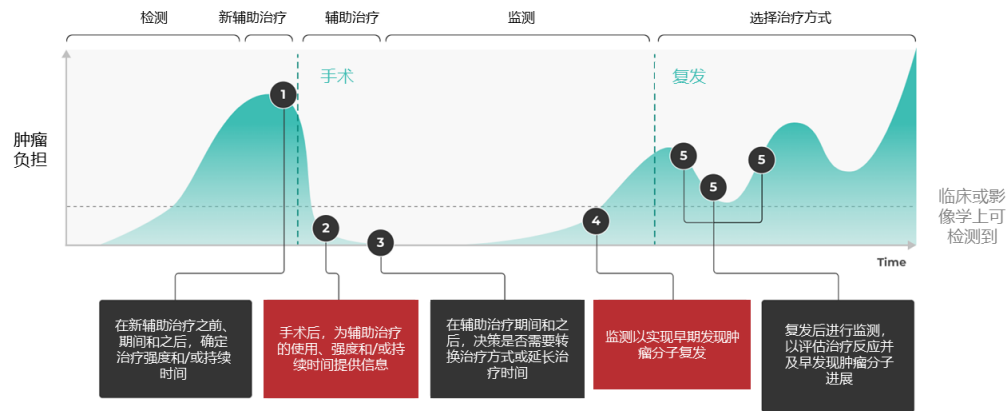 检测
新辅助治疗
辅助治疗
监测
选择治疗方式
手术
复发
肿瘤
负担
1
2
3
4
5
5
5
临床或影
像学上可
检测到
Time
在新辅助治疗之前、
期间和之后，确定
治疗强度和/或持续
时间
手术后，为辅助治疗
的使用、强度和/或持
续时间提供信息
在辅助治疗期间和之
后，决策是否需要转
换治疗方式或延长治
疗时间
监测以实现早期发现肿
瘤分子复发
复发后进行监测，
以评估治疗反应并
及早发现肿瘤分子
进展